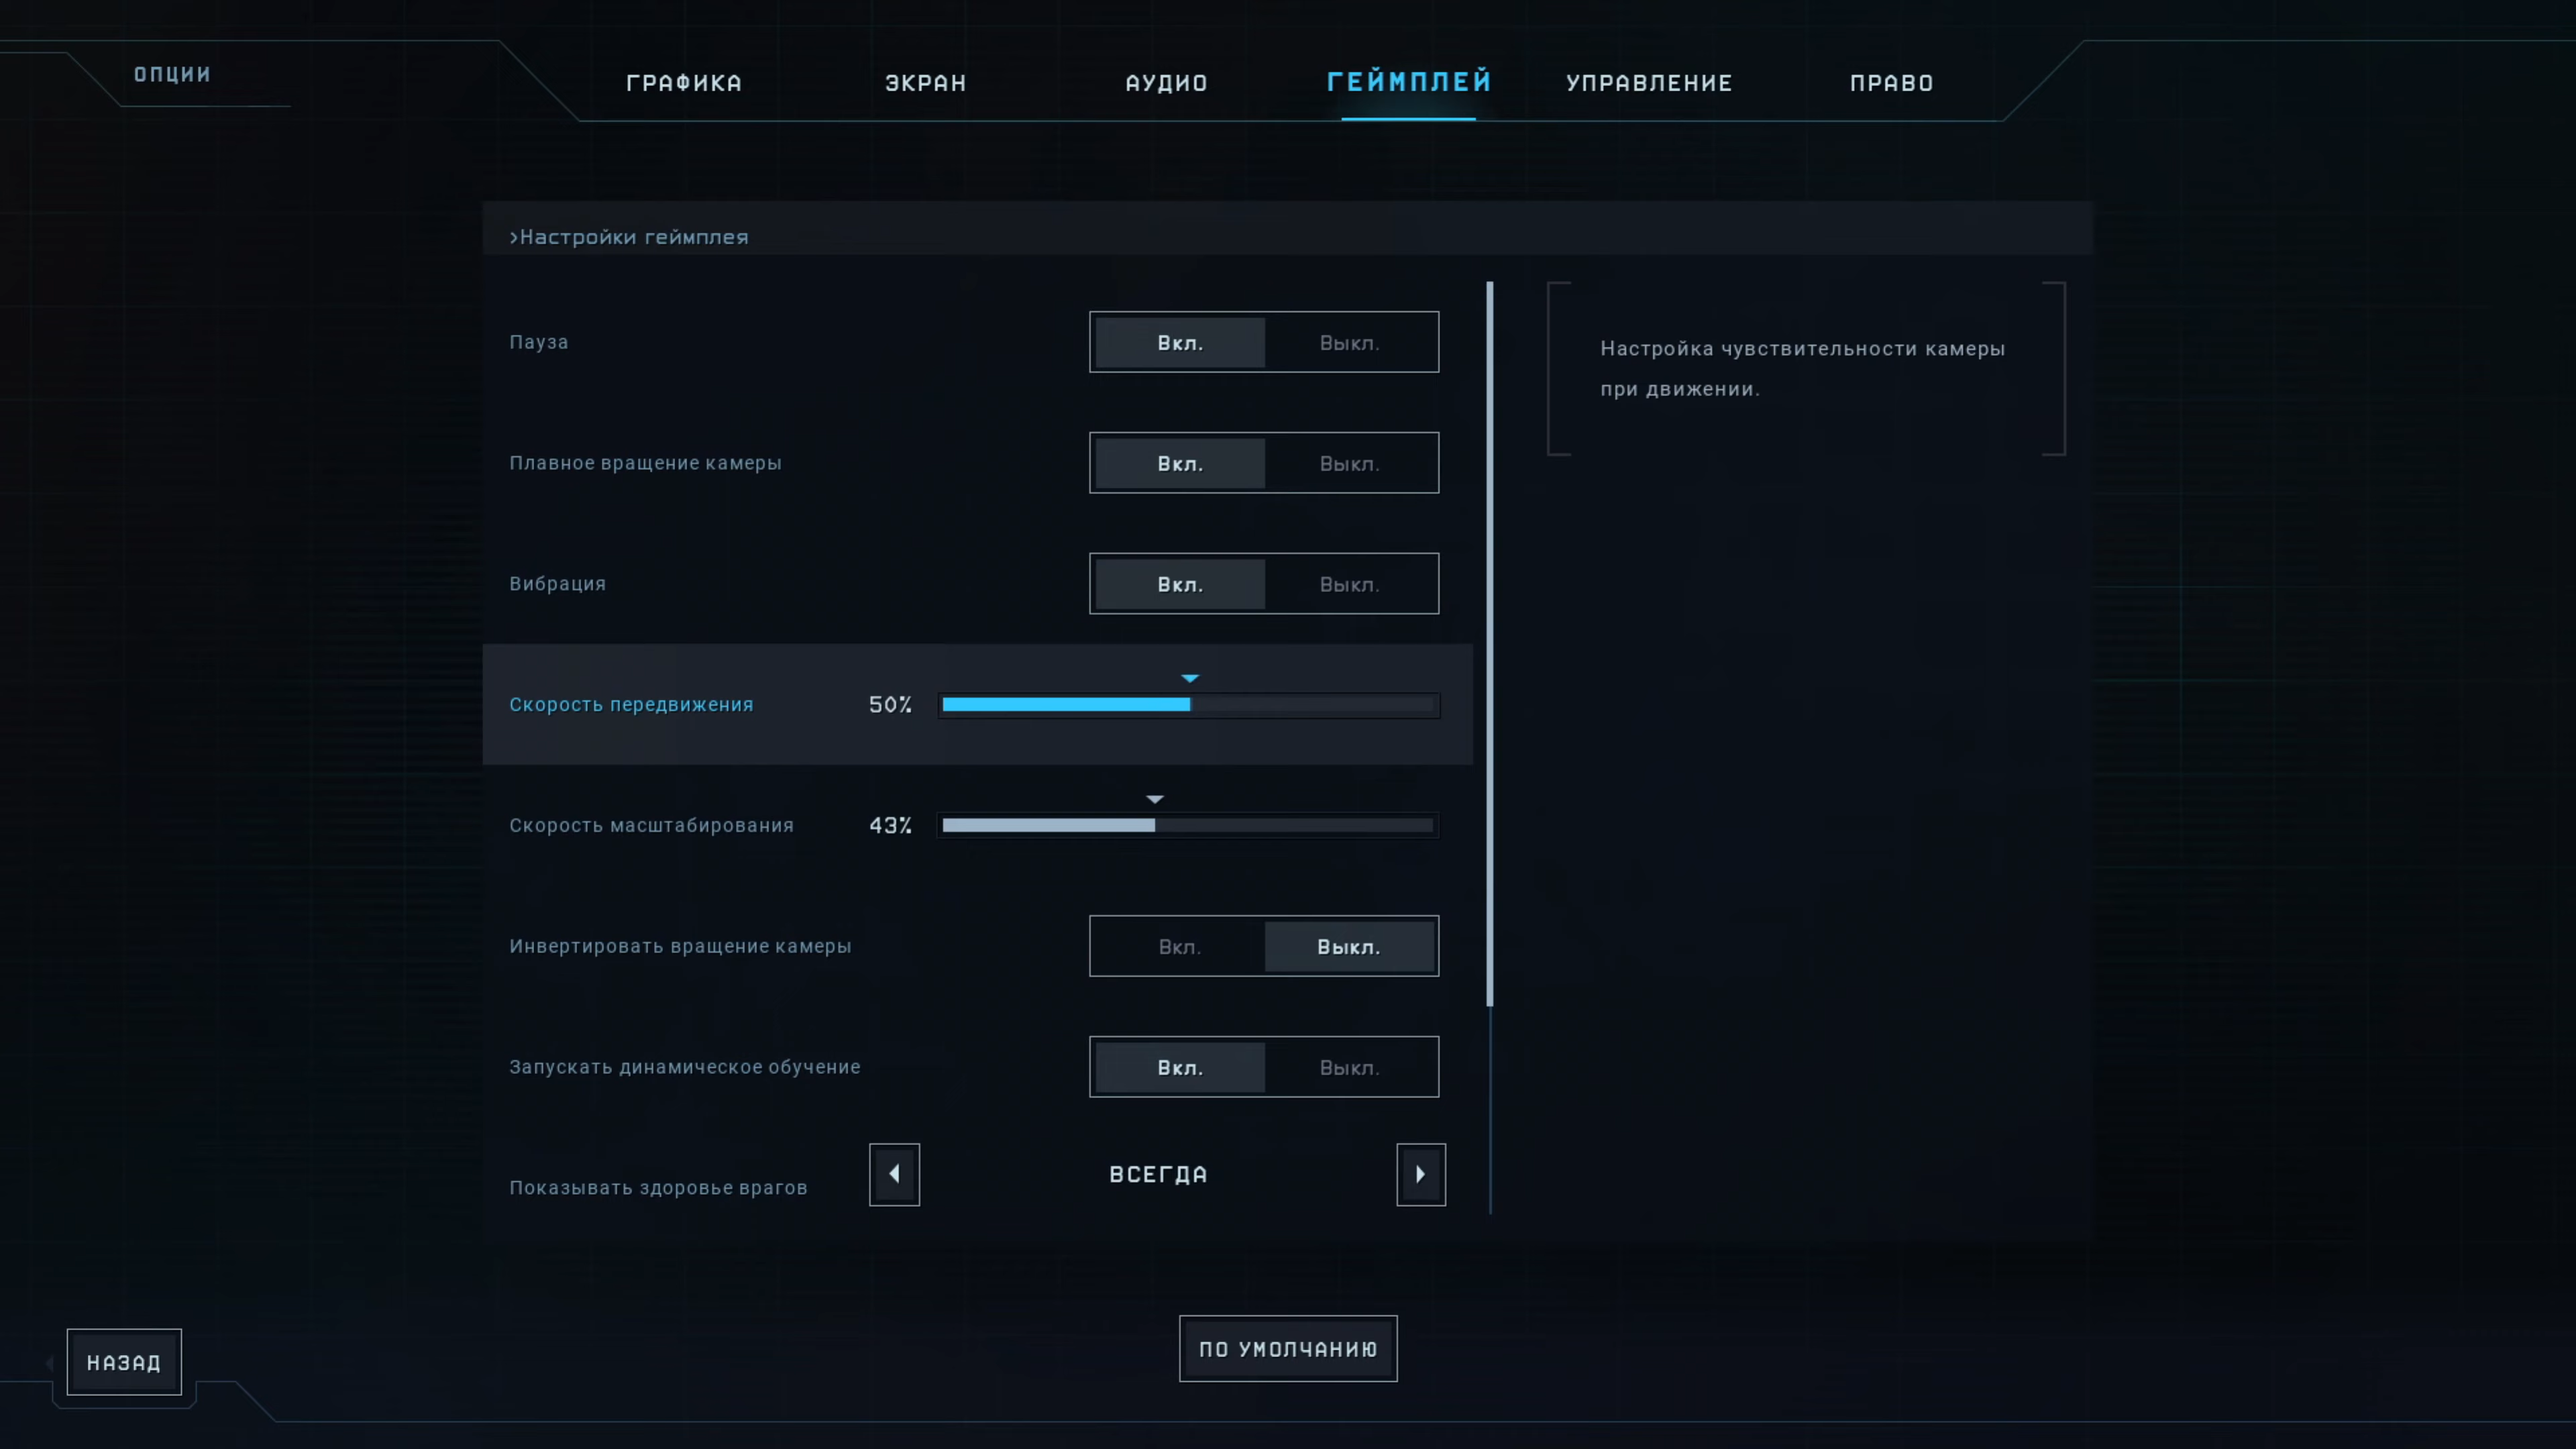 ОПЦИИ
ГРАФИКА ЭКРАН АУДИО ГЕЙМПЛЕЙ УПРАВЛЕНИЕ ПРАВО
>Настройки геймплея
Пауза Вкл. Выкл.
Настройка чувствительности камеры
при движении.
Плавное вращение камеры Вкл. Выкл.
Вибрация Вкл. Выкл.
Скорость передвижения 50%
Скорость масштабирования 43%
Инвертировать вращение камеры Вкл. Выкл.
Запускать динамическое обучение Вкл. Выкл.
Показывать здоровье врагов ВСЕГДА
НАЗАД
ПО УМОЛЧАНИЮ